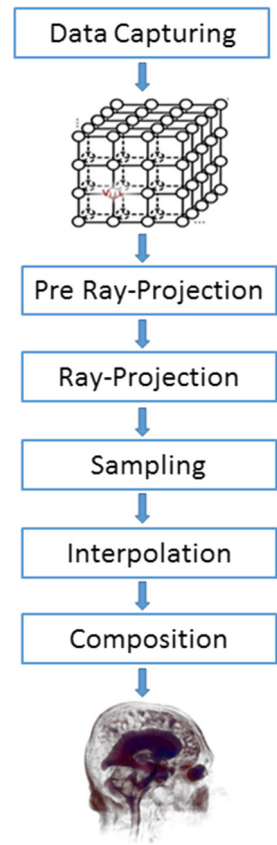 Data Capturing
Pre Ray-Projection
Ray-Projection
Sampling
Interpolation
Composition